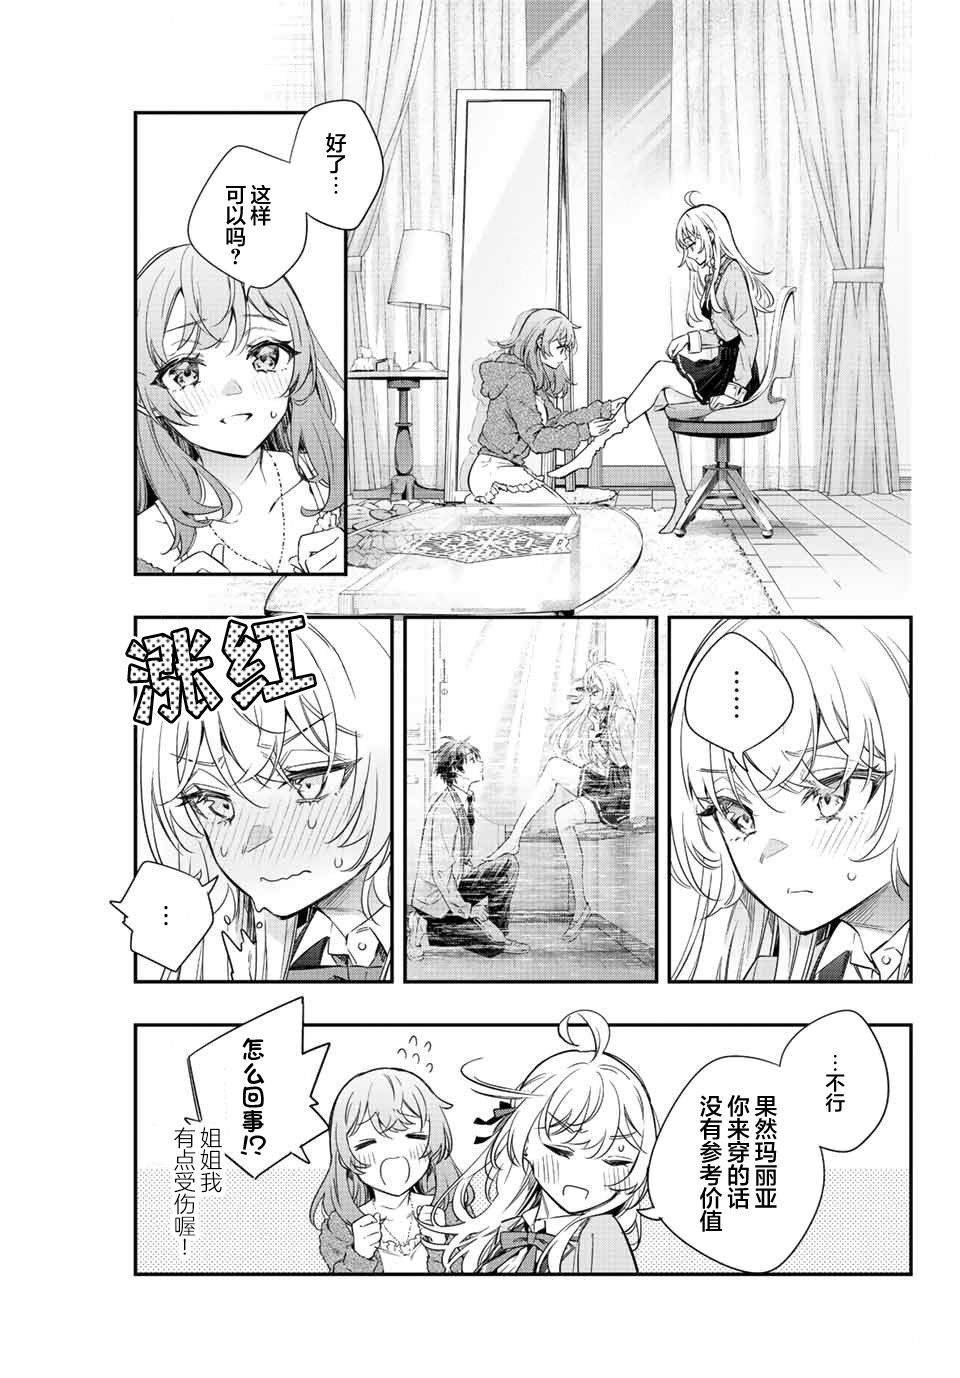 好了…
这样
可以吗？
……
涨红
…
…不行
果然玛丽亚
你来穿的话
没有参考价值
怎么回事!?
姐姐我
有点受伤喔！